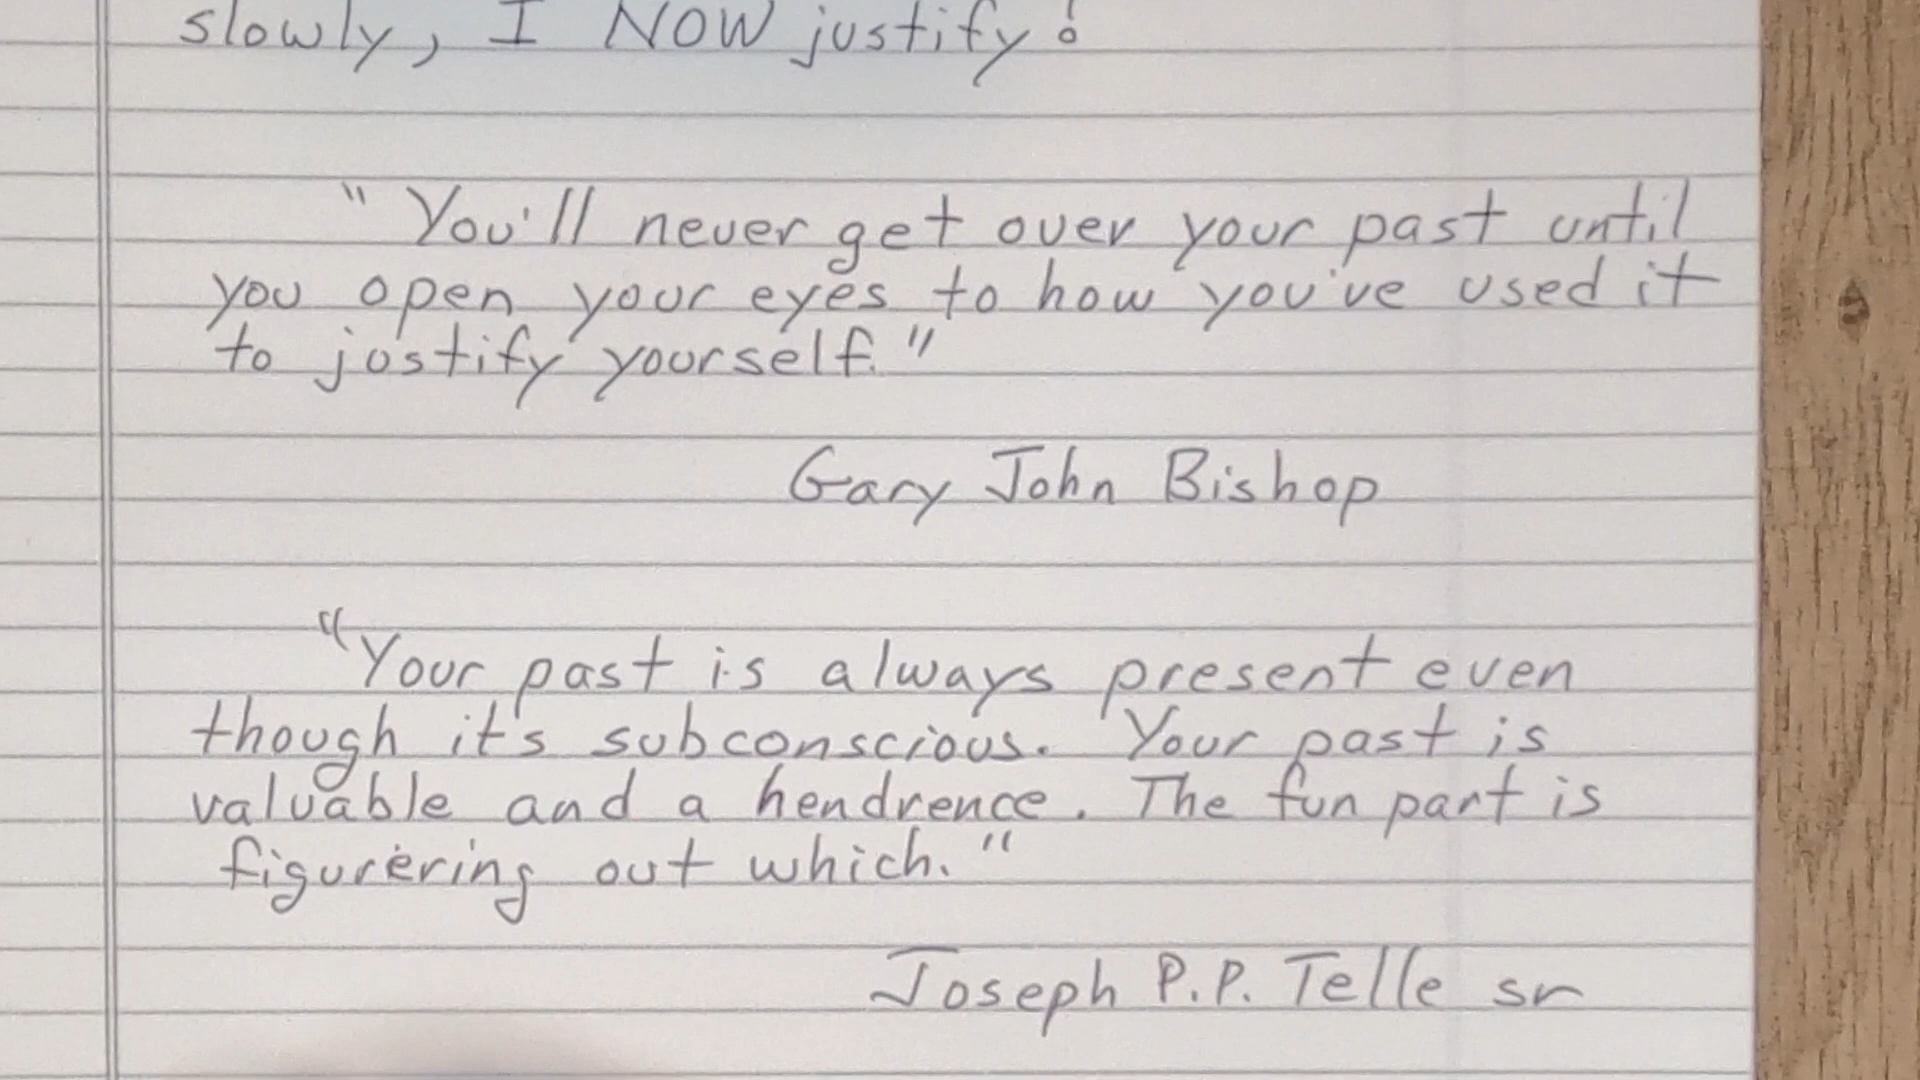 slowly, I NOW justify!
"You'll never get over your past until
you open your eyes to how you've used it
to justify yourself."
Gary John Bishop
"Your past is always present even
though it's subconscious. Your past is
valuable and a hendrence. The fun part is
figurering out which."
Joseph P.P. Telle sr